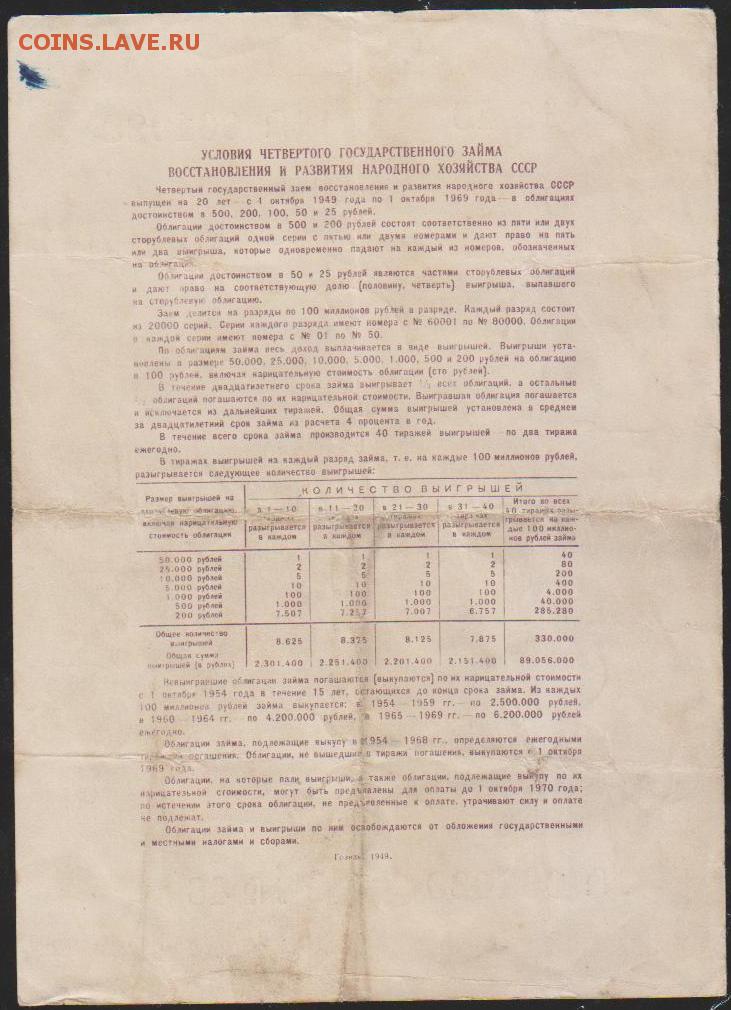 COINS.LAVE.RU
УСЛОВИЯ ЧЕТВЕРТОГО ГОСУДАРСТВЕННОГО ЗАЙМА
ВОССТАНОВЛЕНИЯ И РАЗВИТИЯ НАРОДНОГО ХОЗЯЙСТВА СССР
Четвертый государственный заем восстановления и развития народного хозяйства СССР
выпущен на 20 лет — с 1 октября 1949 года по 1 октября 1969 года — в облигациях
достоинством в 500, 200, 100, 50 и 25 рублей.
Облигации достоинством в 500 и 200 рублей состоят соответственно из пяти или двух
сторублевых облигаций одной серии с пятью или двумя номерами и дают право на пять
или два выигрыша, которые одновременно падают на каждый из номеров, обозначенных
на облигации.
Облигации достоинством в 50 и 25 рублей являются частями сторублевых облигаций
и дают право на соответствующую долю (половину, четверть) выигрыша, выпавшего
на сторублевую облигацию.
Заем делится на разряды по 100 миллионов рублей в разряде. Каждый разряд состоит
из 20000 серий. Серии каждого разряда имеют номера с № 60001 по № 80000. Облигации
в каждой серии имеют номера с № 01 по № 50.
По облигациям займа весь доход выплачивается в виде выигрышей. Выигрыши уста-
новлены в размере 50.000, 25.000, 10.000, 5.000, 1.000, 500 и 200 рублей на облигацию
в 100 рублей, включая нарицательную стоимость облигации (сто рублей).
В течение двадцатилетнего срока займа выигрывает ⅓ всех облигаций, а остальные
⅔ облигаций погашаются по их нарицательной стоимости. Выигравшая облигация погашается
и исключается из дальнейших тиражей. Общая сумма выигрышей установлена в среднем
за двадцатилетний срок займа из расчета 4 процента в год.
В течение всего срока займа производится 40 тиражей выигрышей — по два тиража
ежегодно.
В тиражах выигрышей на каждый разряд займа, т. е. на каждые 100 миллионов рублей,
разыгрывается следующее количество выигрышей:
Размер выигрышей на
сторублевую облигацию,
включая нарицательную
стоимость облигации
КОЛИЧЕСТВО ВЫИГРЫШЕЙ
в 1—10
тиражах
разыгрывается
в каждом
в 11—20
тиражах
разыгрывается
в каждом
в 21—30
тиражах
разыгрывается
в каждом
в 31—40
тиражах
разыгрывается
в каждом
Итого во всех
40 тиражах разы-
грывается на каж-
дые 100 миллио-
нов рублей займа
50.000 рублей 1 1 1 1 40
25.000 рублей 2 2 2 2 80
10.000 рублей 5 5 5 5 200
5.000 рублей 10 10 10 10 400
1.000 рублей 100 100 100 100 4.000
500 рублей 1.000 1.000 1.000 1.000 40.000
200 рублей 7.507 7.257 7.007 6.757 285.280
Общее количество
выигрышей 8.625 8.375 8.125 7.875 330.000
Общая сумма
выигрышей (в рублях) 2.301.400 2.251.400 2.201.400 2.151.400 89.056.000
Невыигравшие облигации займа погашаются (выкупаются) по их нарицательной стоимости
с 1 октября 1954 года в течение 15 лет, остающихся до конца срока займа. Из каждых
100 миллионов рублей займа выкупается: в 1954—1959 гг.— по 2.500.000 рублей,
в 1960—1964 гг.— по 4.200.000 рублей, в 1965—1969 гг.— по 6.200.000 рублей
ежегодно.
Облигации займа, подлежащие выкупу в 1954—1968 гг., определяются ежегодными
тиражами погашения. Облигации, не вышедшие в тиражи погашения, выкупаются с 1 октября
1969 года.
Облигации, на которые пали выигрыши, а также облигации, подлежащие выкупу по их
нарицательной стоимости, могут быть предъявлены для оплаты до 1 октября 1970 года;
по истечении этого срока облигации, не предъявленные к оплате, утрачивают силу и оплате
не подлежат.
Облигации займа и выигрыши по ним освобождаются от обложения государственными
и местными налогами и сборами.
Гознак. 1949.